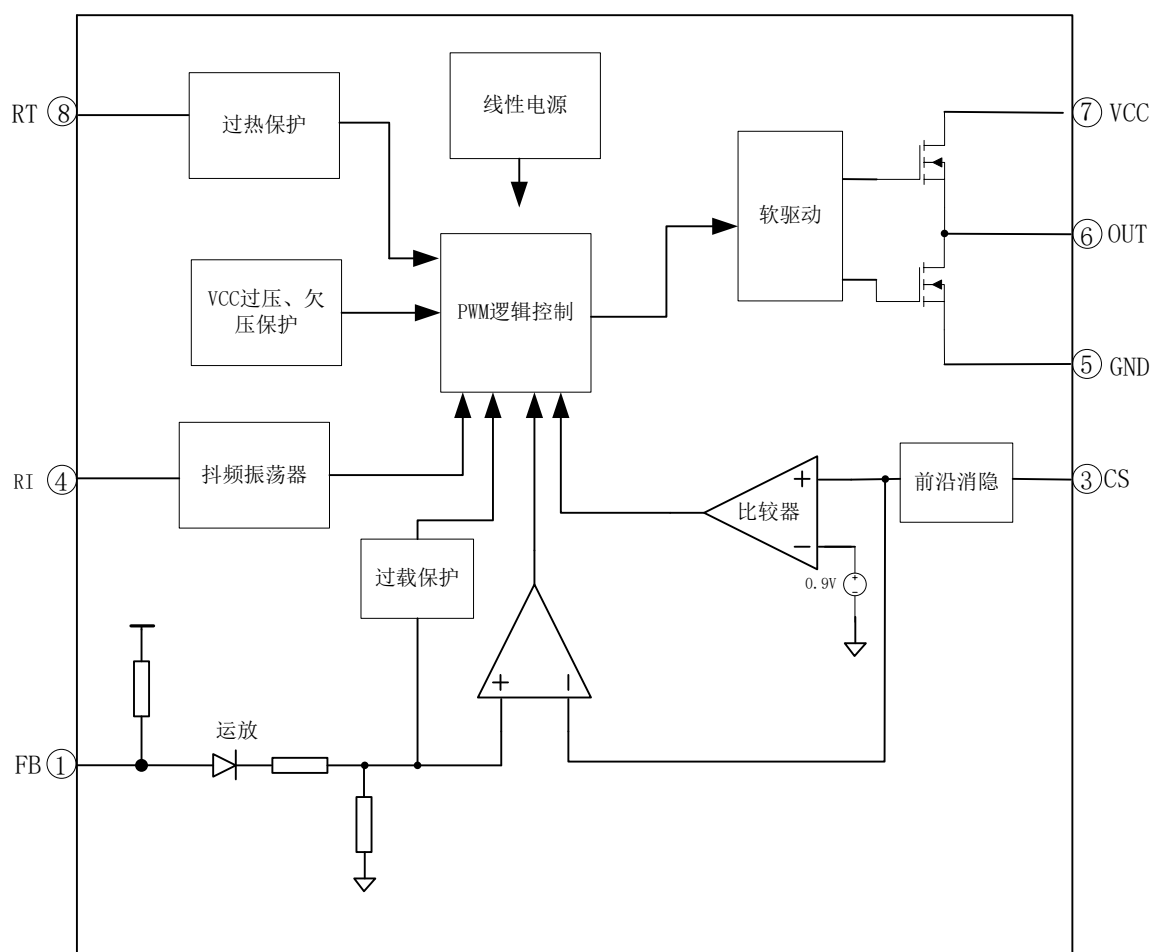 RT ⑧
过热保护
线性电源
⑦ VCC
软驱动
⑥ OUT
VCC过压、欠
压保护
PWM逻辑控制
⑤ GND
RI ④
抖频振荡器
+
比较器
−
前沿消隐
③ CS
过载保护
0.9V
+
−
+
−
运放
FB ①